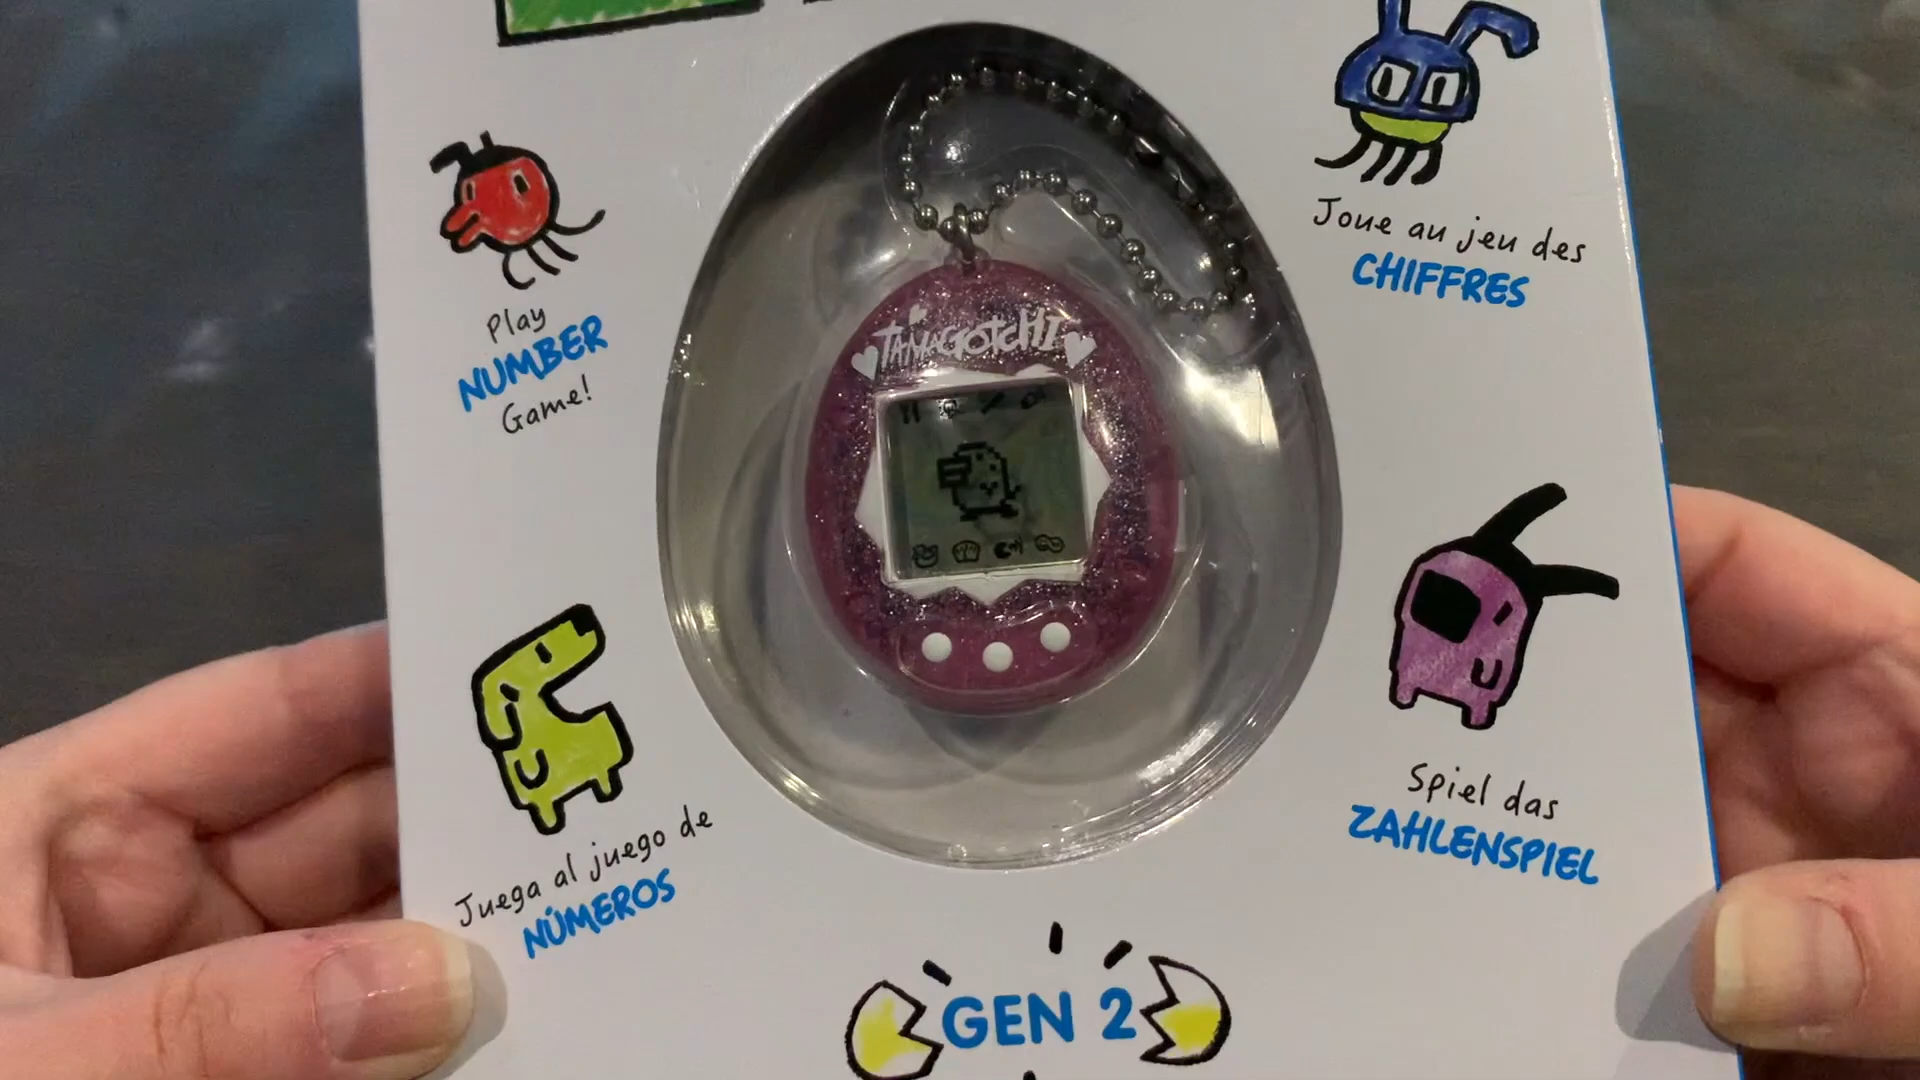 TAMAGOTCHI
Play
NUMBER
Game!
Joue au jeu des
CHIFFRES
Juega al juego de
NÚMEROS
Spiel das
ZAHLENSPIEL
GEN 2